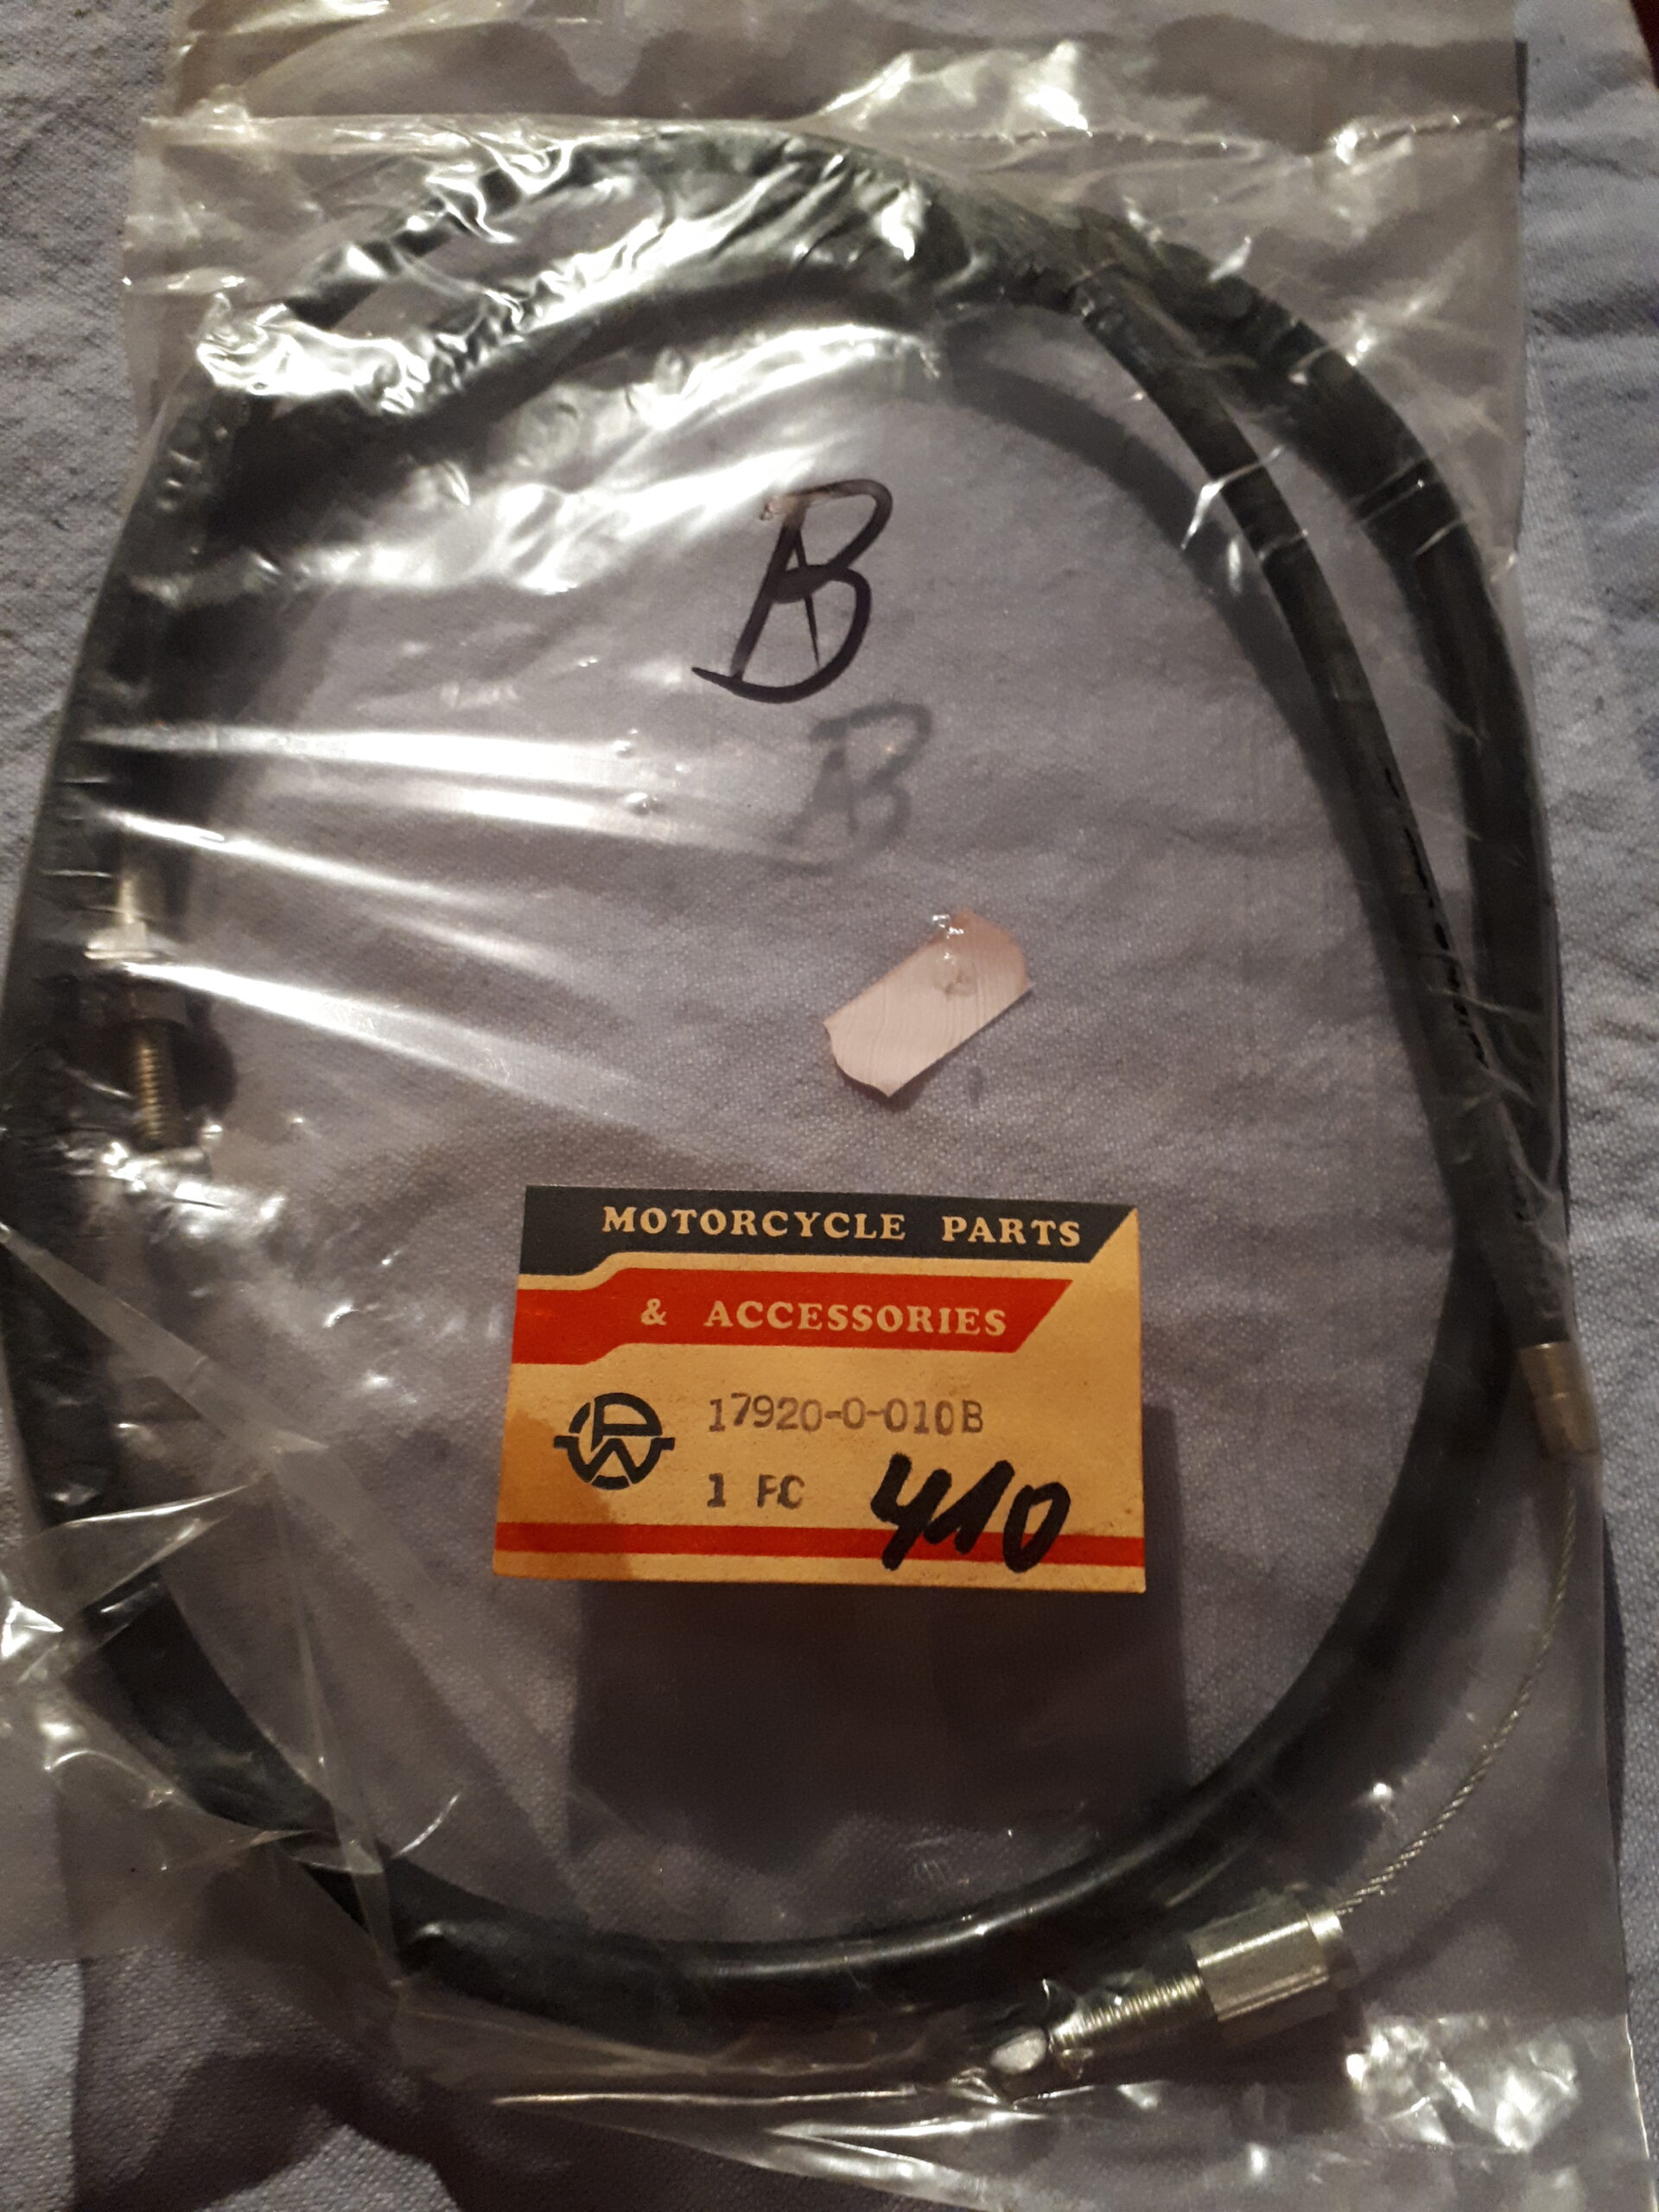 B
MOTORCYCLE PARTS
& ACCESSORIES
17920-0-010B
1 PC
410